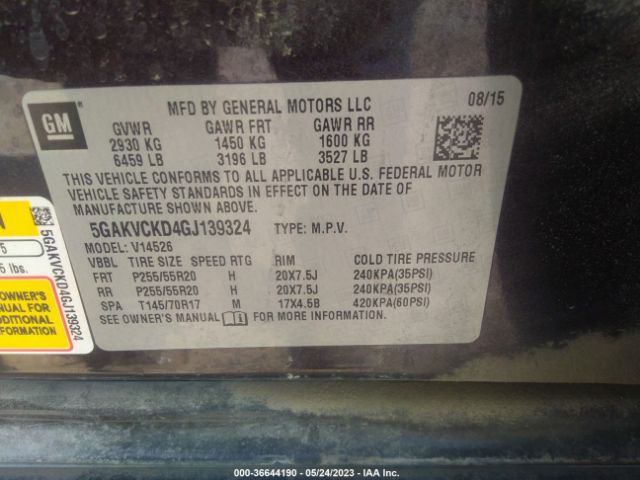 GM
®
MFD BY GENERAL MOTORS LLC
08/15
GVWR GAWR FRT GAWR RR
2930 KG 1450 KG 1600 KG
6459 LB 3196 LB 3527 LB
THIS VEHICLE CONFORMS TO ALL APPLICABLE U.S. FEDERAL MOTOR
VEHICLE SAFETY STANDARDS IN EFFECT ON THE DATE OF
MANUFACTURE SHOWN ABOVE.
5GAKVCKD4GJ139324 TYPE: M.P.V.
MODEL: V14526
VBBL TIRE SIZE SPEED RTG RIM COLD TIRE PRESSURE
FRT P255/55R20 H 20X7.5J 240KPA(35PSI)
RR P255/55R20 H 20X7.5J 240KPA(35PSI)
SPA T145/70R17 M 17X4.5B 420KPA(60PSI)
SEE OWNER'S MANUAL FOR MORE INFORMATION.
N
5
5 lbs.
OWNER'S
MANUAL FOR
ADDITIONAL
INFORMATION
5GAKVCKD4GJ139324
000-36644190 - 05/24/2023 - IAA Inc.